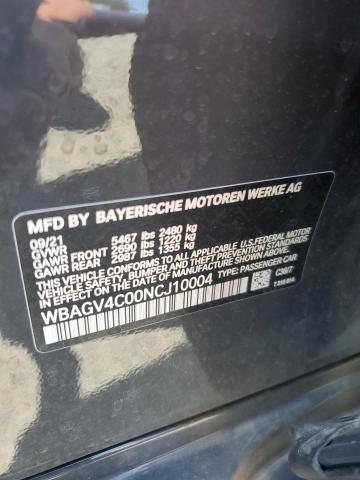 MFD BY BAYERISCHE MOTOREN WERKE AG
09/21
GVWR 5467 lbs 2480 kg
GAWR FRONT 2690 lbs 1220 kg
GAWR REAR 2987 lbs 1355 kg
THIS VEHICLE CONFORMS TO ALL APPLICABLE U.S. FEDERAL MOTOR
VEHICLE SAFETY, BUMPER, AND THEFT PREVENTION STANDARDS
IN EFFECT ON THE DATE OF MANUFACTURE SHOWN ABOVE.
WBAGV4C00NCJ10004 TYPE: PASSENGER CAR
C36/7